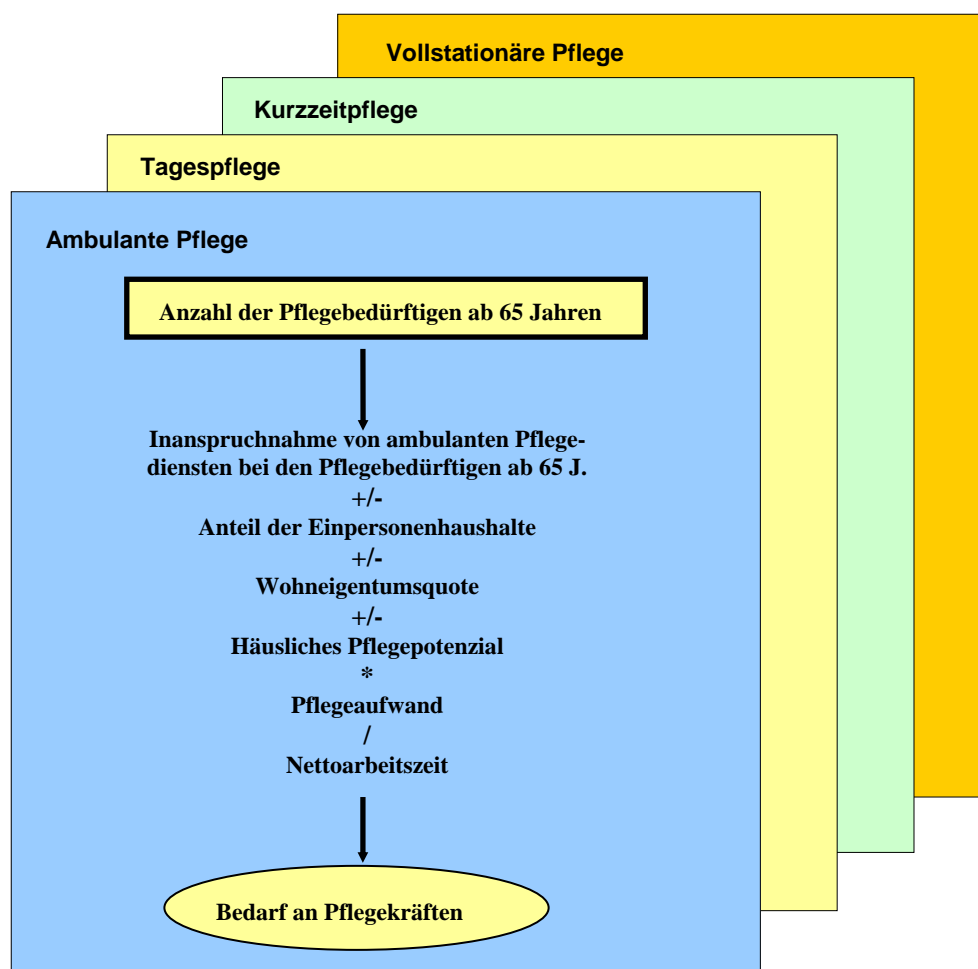 Vollstationäre Pflege
Kurzzeitpflege
Tagespflege
Ambulante Pflege
Anzahl der Pflegebedürftigen ab 65 Jahren
Inanspruchnahme von ambulanten Pflege-
diensten bei den Pflegebedürftigen ab 65 J.
+/-
Anteil der Einpersonenhaushalte
+/-
Wohneigentumsquote
+/-
Häusliches Pflegepotenzial
*
Pflegeaufwand
/
Nettoarbeitszeit
Bedarf an Pflegekräften